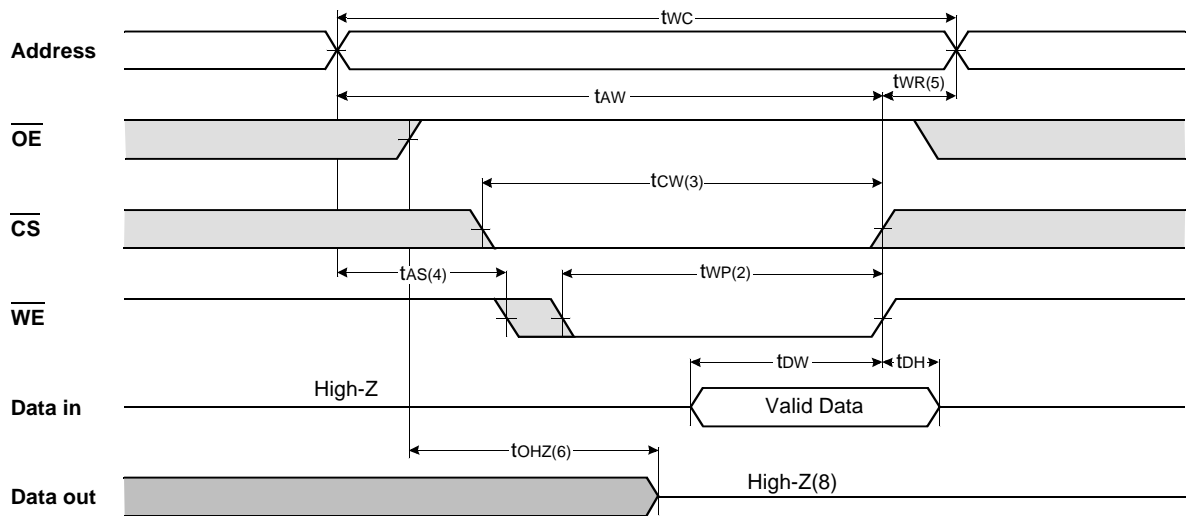 tWC
Address
tAW
tWR(5)
OE
tCW(3)
CS
tAS(4)
tWP(2)
WE
tDW
tDH
High-Z
Data in
Valid Data
tOHZ(6)
High-Z(8)
Data out